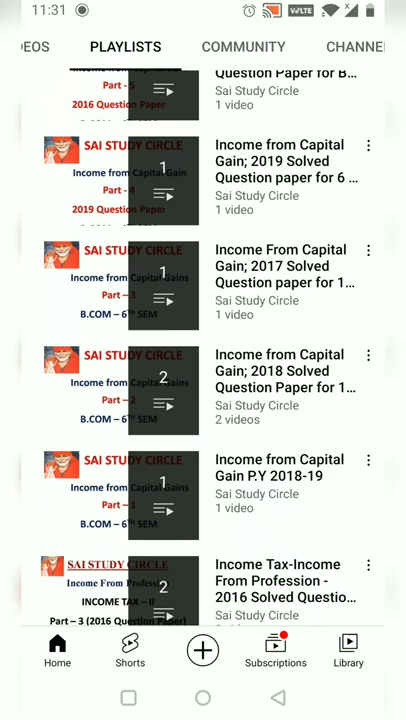 11:31
VoLTE
EOS
PLAYLISTS
COMMUNITY
CHANNE
Part - 5
2016 Question Paper
Question Paper for B...
Sai Study Circle
1 video
SAI STUDY CIRCLE
Income from Capital Gain
Part - 4
2019 Question Paper
1
Income from Capital
Gain; 2019 Solved
Question paper for 6 ...
Sai Study Circle
1 video
SAI STUDY CIRCLE
Income from Capital Gains
Part – 3
B.COM – 6TH SEM
1
Income From Capital
Gain; 2017 Solved
Question paper for 1...
Sai Study Circle
1 video
SAI STUDY CIRCLE
Income from Capital Gains
Part – 2
B.COM – 6TH SEM
2
Income from Capital
Gain; 2018 Solved
Question Paper for 1...
Sai Study Circle
2 videos
SAI STUDY CIRCLE
Income from Capital Gains
Part – 1
B.COM – 6TH SEM
1
Income from Capital
Gain P.Y 2018-19
Sai Study Circle
1 video
SAI STUDY CIRCLE
Income From Profession
INCOME TAX – II
Part – 3 (2016 Question Paper)
2
Income Tax-Income
From Profession -
2016 Solved Questio...
Sai Study Circle
2 videos
Home
Shorts
Subscriptions
Library